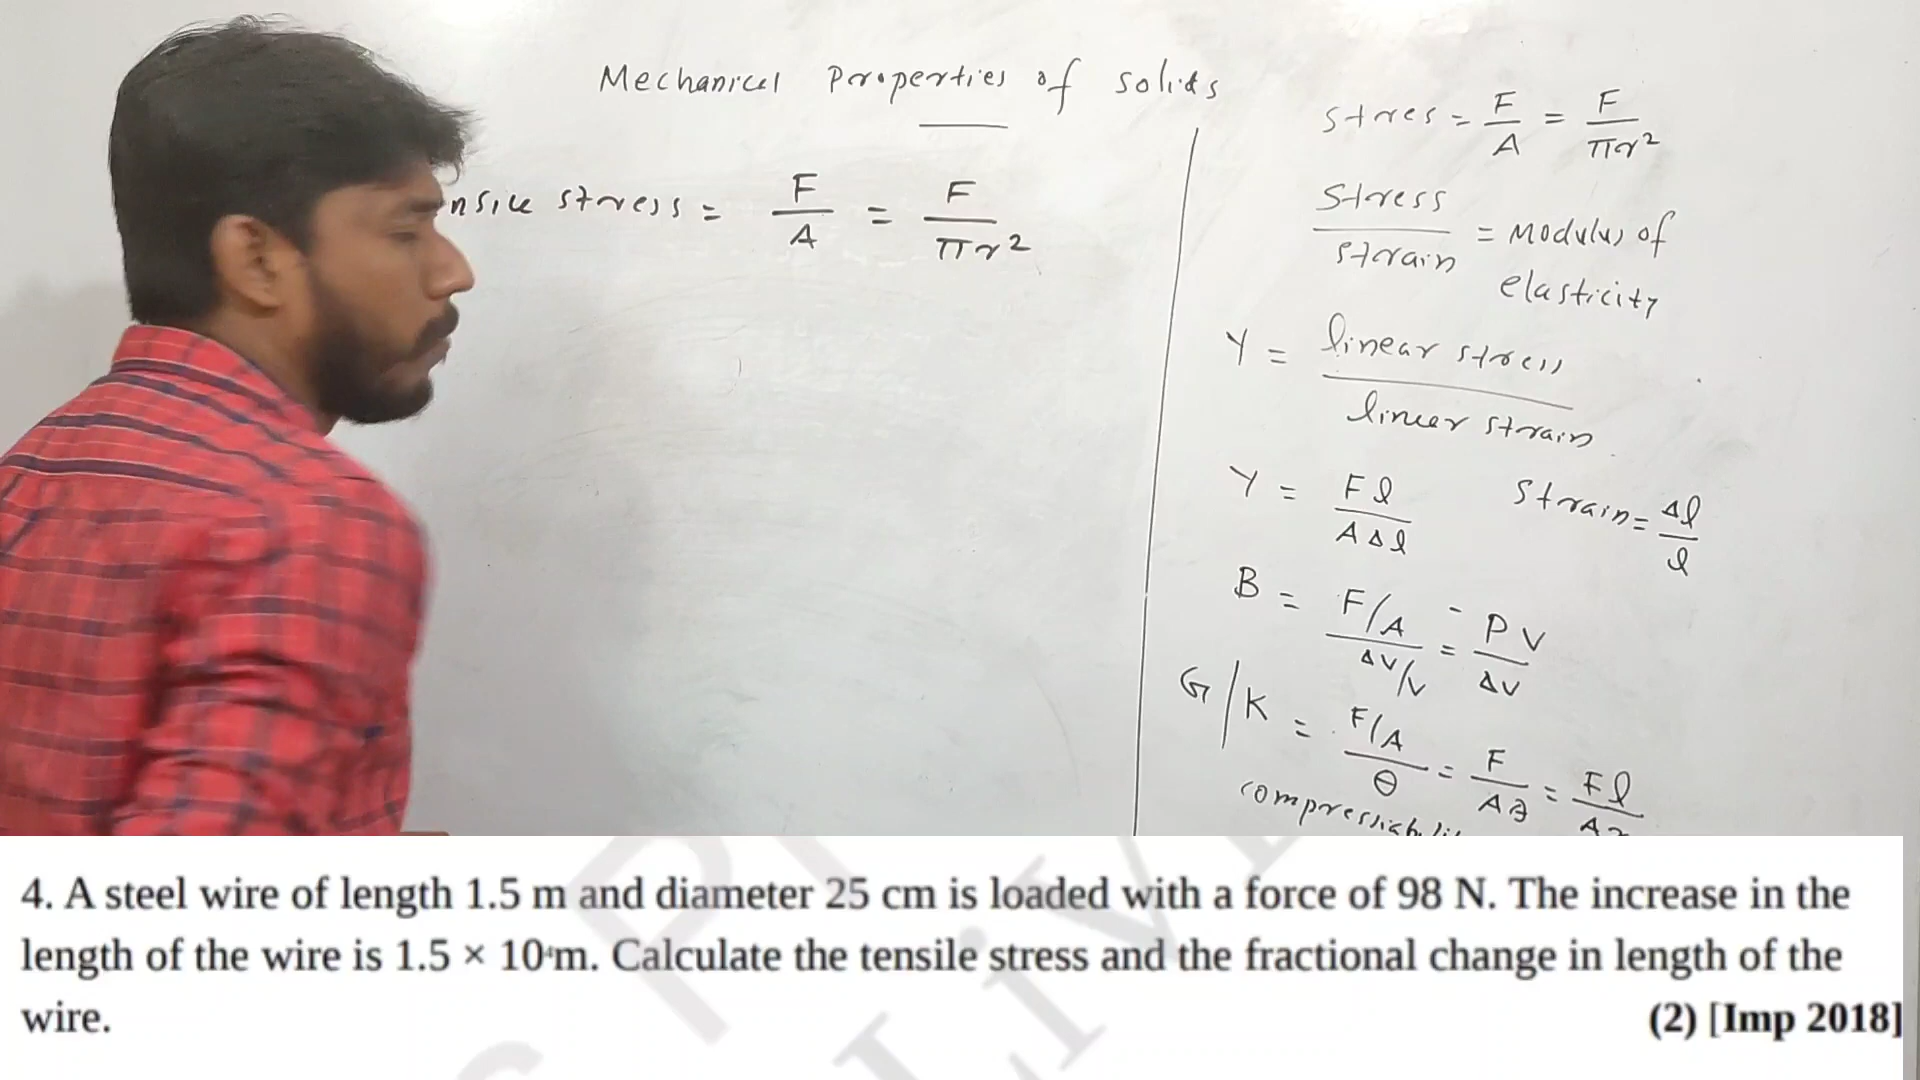 Mechanical Properties of solids
nsile stress = F/A = F/πr²
Stres = F/A = F/πr²
Stress/Strain = Modulus of
elasticity
Y = linear stress/linear strain
Y = Fl/AΔl Strain = Δl/l
B = F/A/ΔV/V = -PV/ΔV
G/K = F/A/θ = F/Aθ = Fl
4. A steel wire of length 1.5 m and diameter 25 cm is loaded with a force of 98 N. The increase in the
length of the wire is 1.5 × 10 m. Calculate the tensile stress and the fractional change in length of the
wire. (2) [Imp 2018]